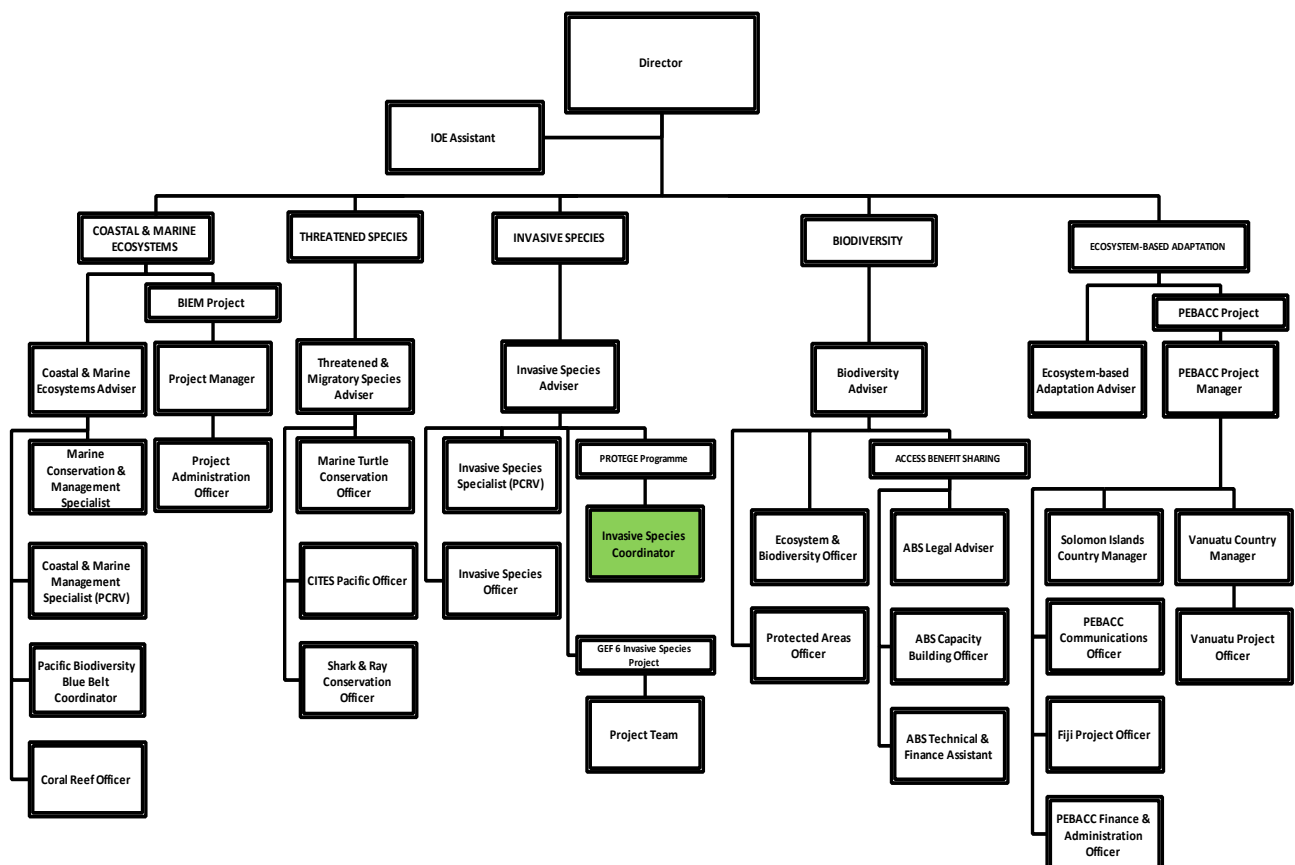 Director
IOE Assistant
COASTAL & MARINE
ECOSYSTEMS
THREATENED SPECIES
INVASIVE SPECIES
BIODIVERSITY
ECOSYSTEM-BASED ADAPTATION
BIEM Project
PEBACC Project
Coastal & Marine
Ecosystems Adviser
Project Manager
Threatened &
Migratory Species
Adviser
Invasive Species
Adviser
Biodiversity
Adviser
Ecosystem-based
Adaptation Adviser
PEBACC Project
Manager
Marine
Conservation &
Management
Specialist
Project
Administration
Officer
Marine Turtle
Conservation
Officer
Invasive Species
Specialist (PCRV)
PROTEGE Programme
ACCESS BENEFIT SHARING
Invasive Species
Coordinator
Ecosystem &
Biodiversity Officer
ABS Legal Adviser
Solomon Islands
Country Manager
Vanuatu Country
Manager
Coastal & Marine
Management
Specialist (PCRV)
CITES Pacific Officer
Invasive Species
Officer
Protected Areas
Officer
ABS Capacity
Building Officer
PEBACC
Communications
Officer
Vanuatu Project
Officer
Pacific Biodiversity
Blue Belt
Coordinator
Shark & Ray
Conservation
Officer
GEF 6 Invasive Species
Project
Project Team
ABS Technical &
Finance Assistant
Fiji Project Officer
Coral Reef Officer
PEBACC Finance &
Administration
Officer